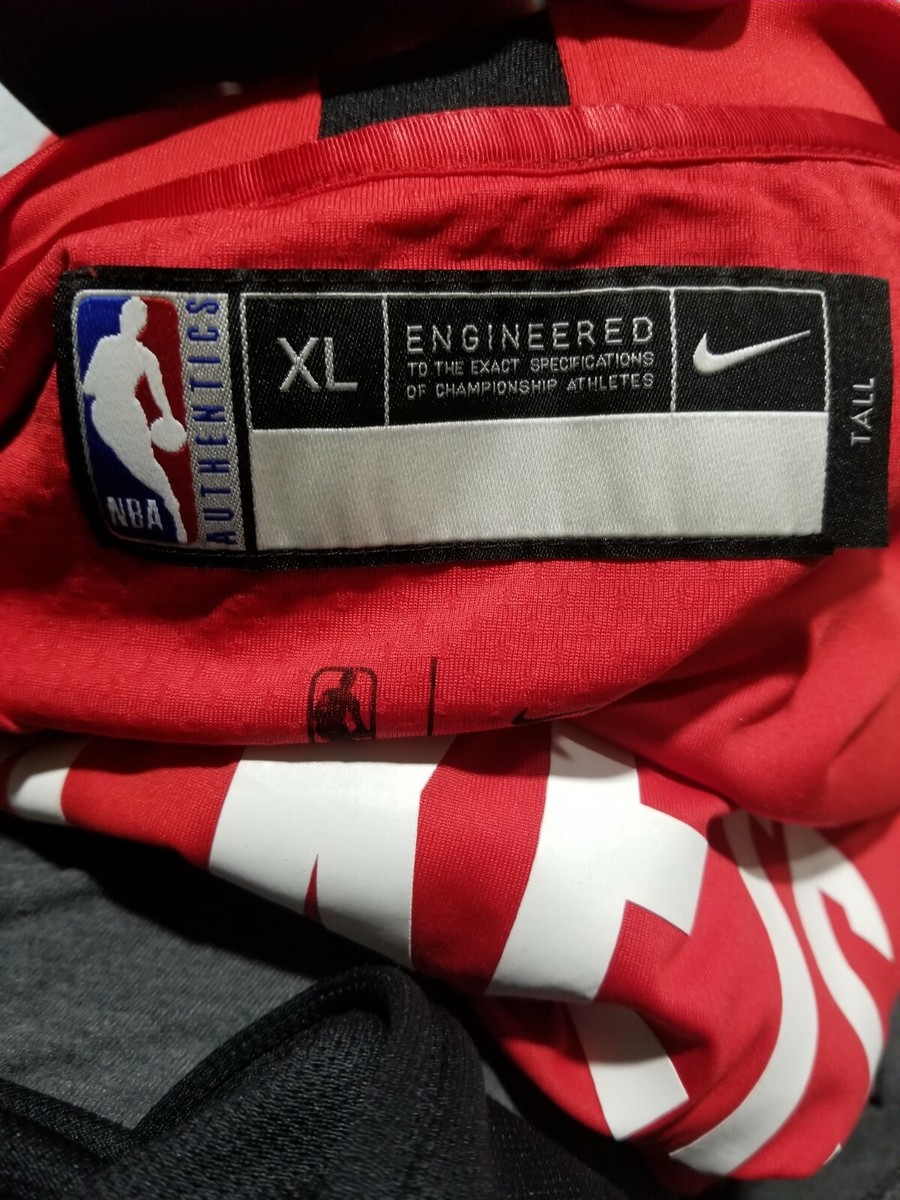 NBA
AUTHENTICS
XL
ENGINEERED
TO THE EXACT SPECIFICATIONS
OF CHAMPIONSHIP ATHLETES
TALL